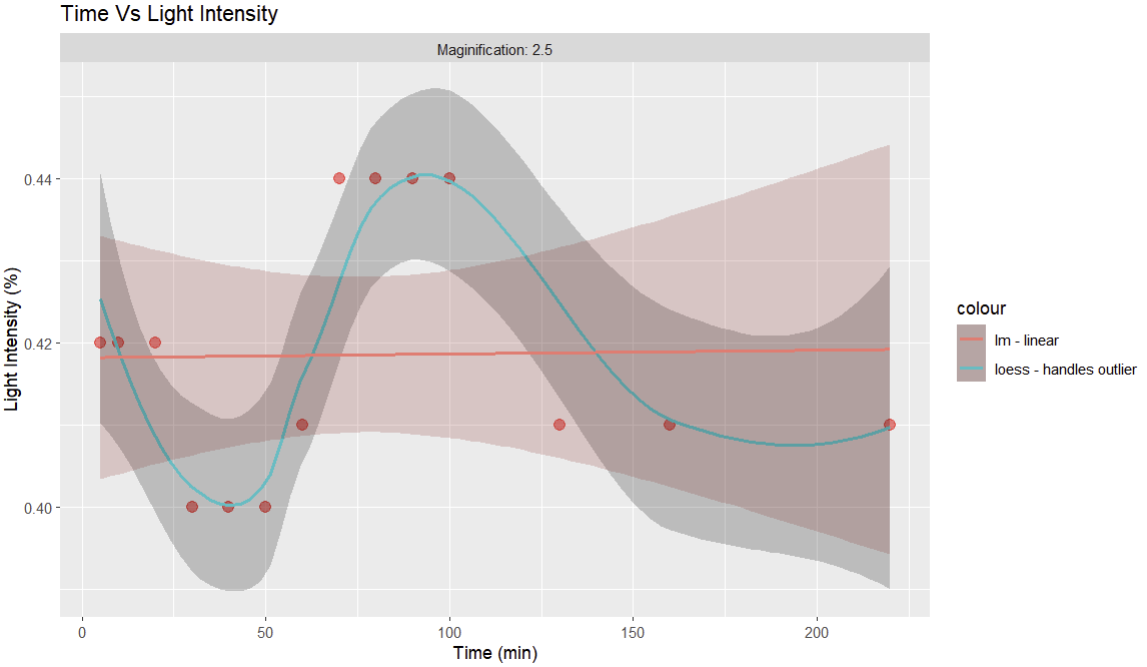 Time Vs Light Intensity
Maginification: 2.5
Light Intensity (%)
0.44
0.42
0.40
0
50
100
150
200
Time (min)
colour
lm - linear
loess - handles outlier